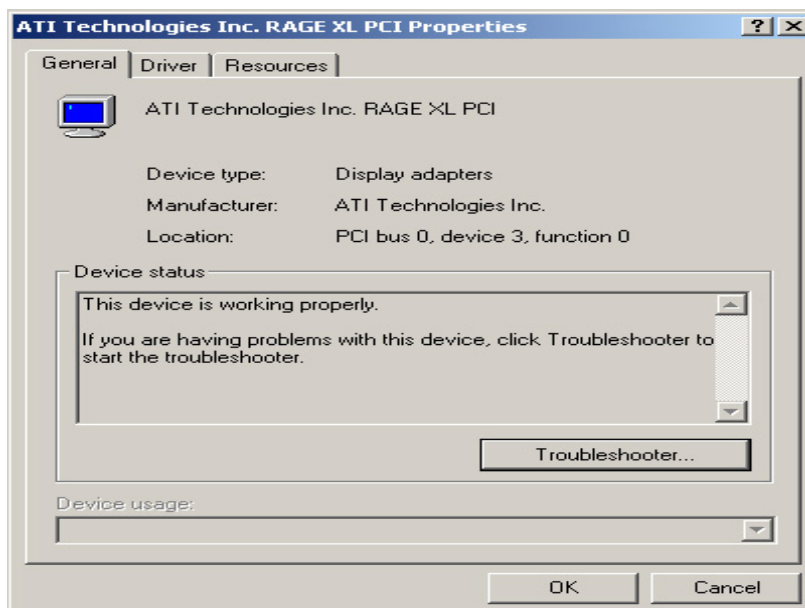 ATI Technologies Inc. RAGE XL PCI Properties
General Driver Resources
ATI Technologies Inc. RAGE XL PCI
Device type: Display adapters
Manufacturer: ATI Technologies Inc.
Location: PCI bus 0, device 3, function 0
Device status
This device is working properly.
If you are having problems with this device, click Troubleshooter to
start the troubleshooter.
Troubleshooter...
Device usage:
OK Cancel